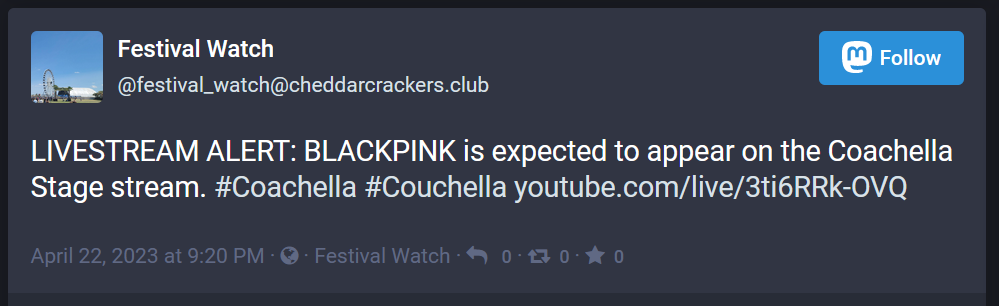 Festival Watch
@festival_watch@cheddarcrackers.club
Follow
LIVESTREAM ALERT: BLACKPINK is expected to appear on the Coachella
Stage stream. #Coachella #Couchella youtube.com/live/3ti6RRk-OVQ
April 22, 2023 at 9:20 PM · · Festival Watch · 0 · 0 · 0